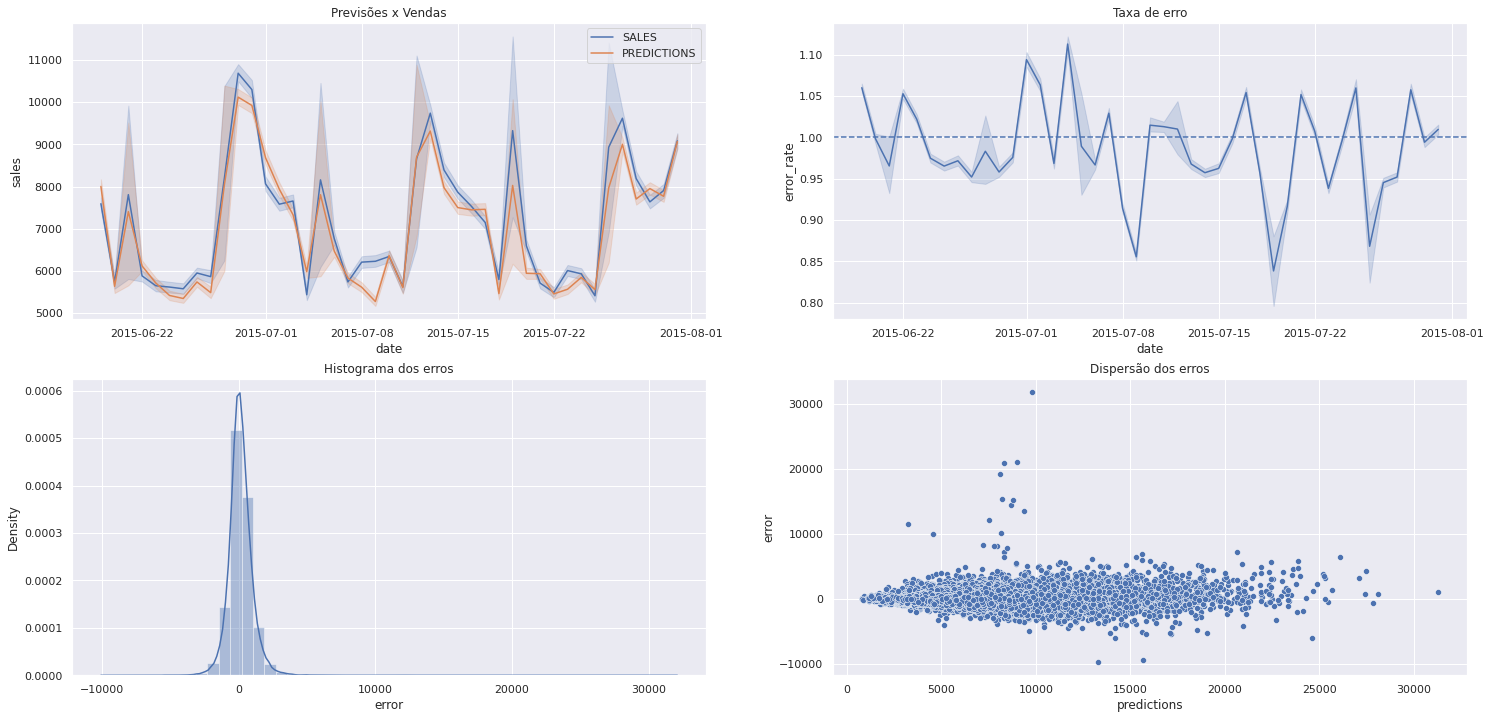 Previsões x Vendas
SALES
PREDICTIONS
11000
10000
9000
8000
7000
6000
5000
sales
2015-06-22 2015-07-01 2015-07-08 2015-07-15 2015-07-22 2015-08-01
date
Taxa de erro
1.10
1.05
1.00
0.95
0.90
0.85
0.80
error_rate
2015-06-22 2015-07-01 2015-07-08 2015-07-15 2015-07-22 2015-08-01
date
Histograma dos erros
0.0006
0.0005
0.0004
0.0003
0.0002
0.0001
0.0000
Density
−10000 0 10000 20000 30000
error
Dispersão dos erros
30000
20000
10000
0
−10000
error
0 5000 10000 15000 20000 25000 30000
predictions